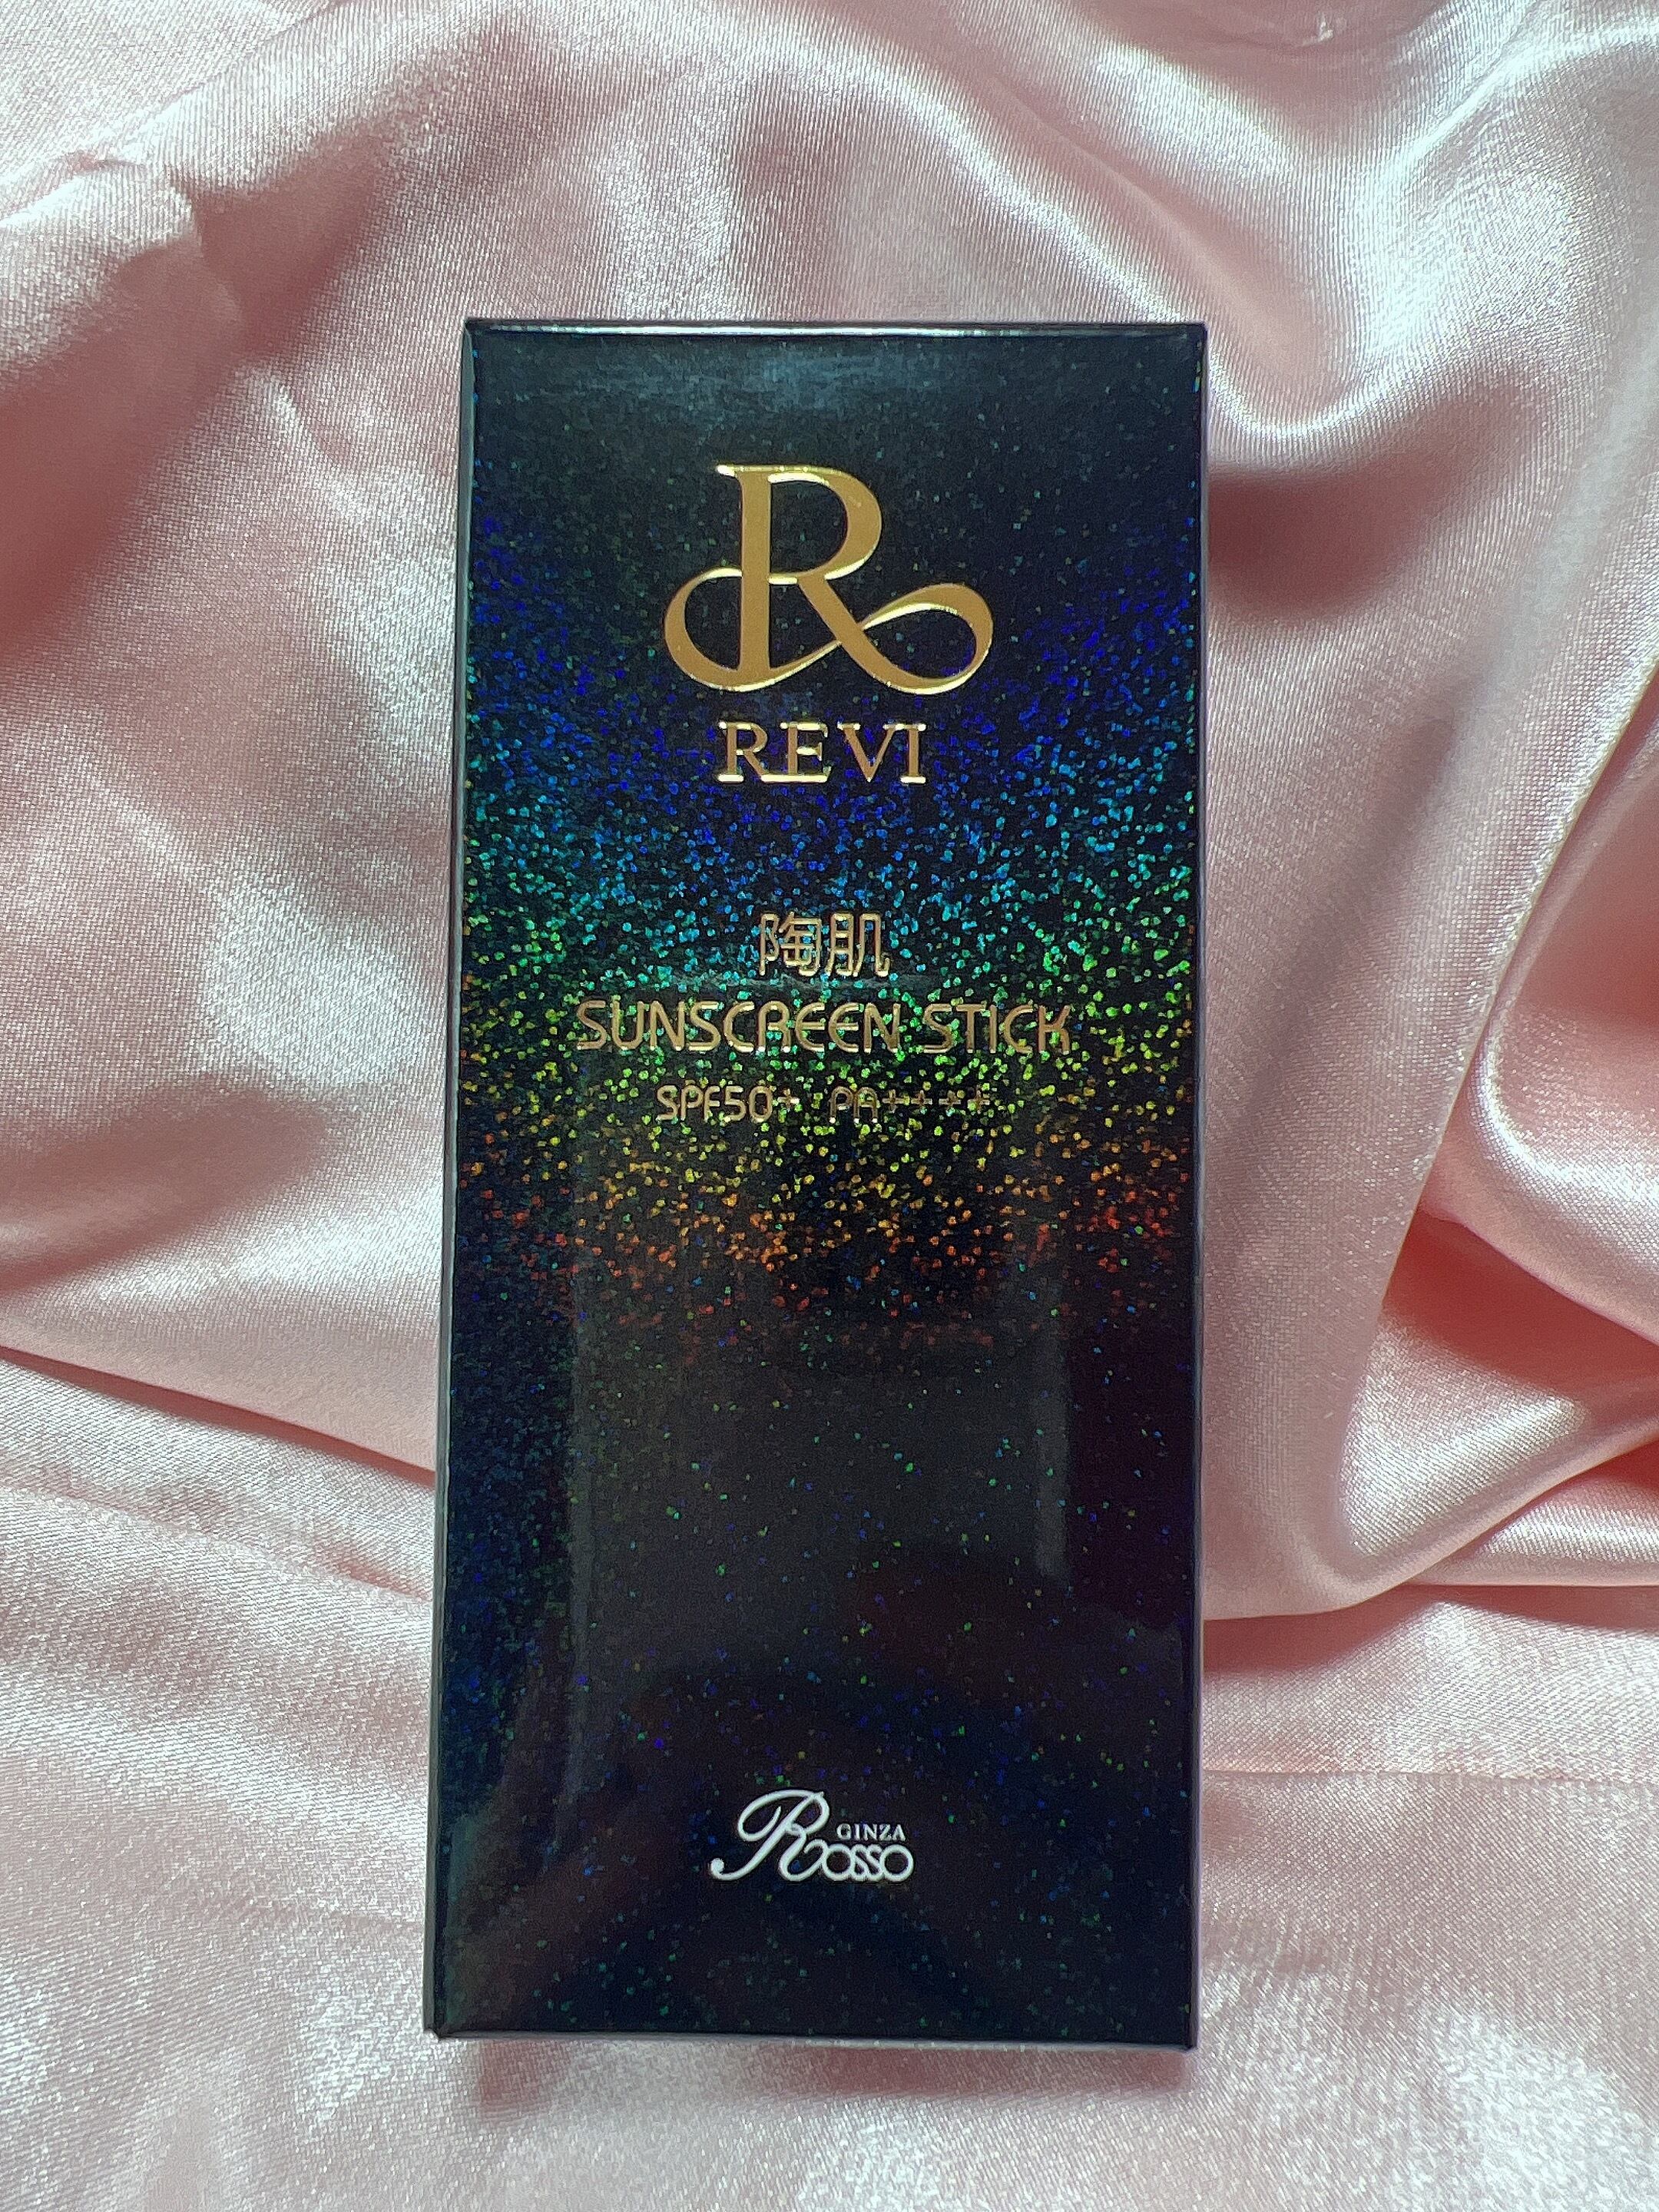 R
REVI
陶肌
SUNSCREEN STICK
SPF50+ PA++++
GINZA
Rosso